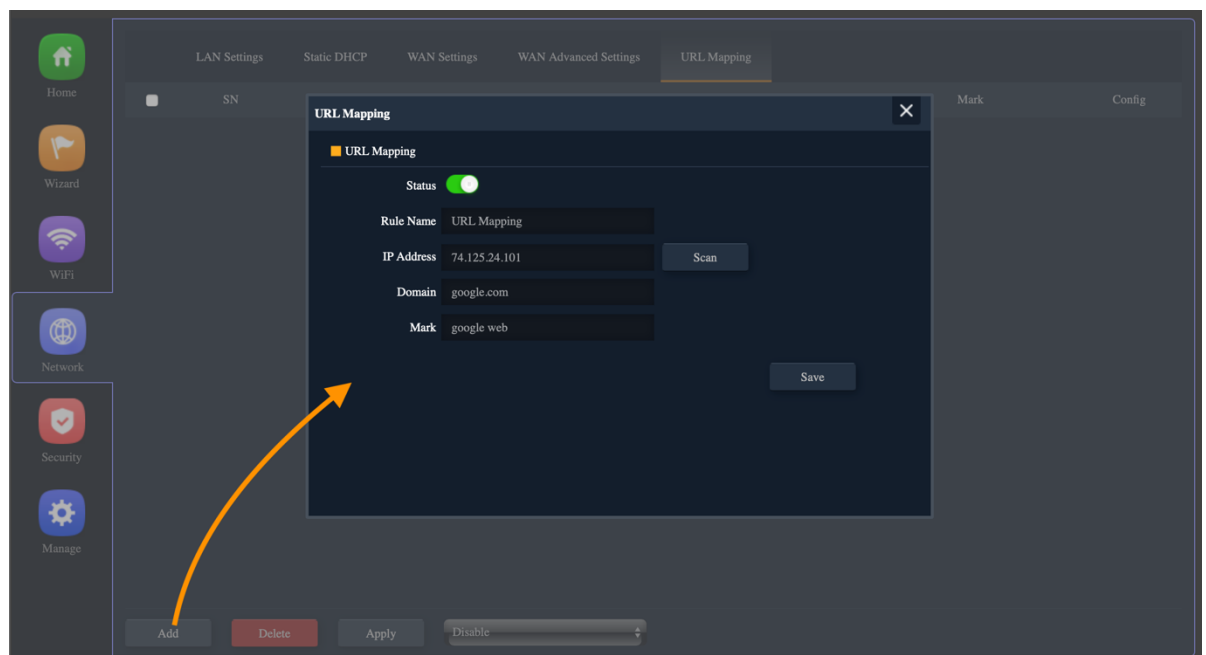 Home
Wizard
WiFi
Network
Security
Manage
LAN Settings Static DHCP WAN Settings WAN Advanced Settings URL Mapping
SN Mark Config
URL Mapping
URL Mapping
Status
Rule Name URL Mapping
IP Address 74.125.24.101 Scan
Domain google.com
Mark google web
Save
Add Delete Apply Disable